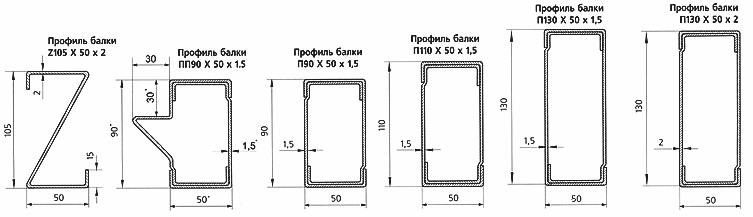 Профиль балки
Z105 X 50 x 2
2
105
15
50
Профиль балки
ПП90 X 50 x 1.5
30
30*
90*
1,5*
50*
Профиль балки
П90 X 50 x 1,5
90
1,5
50
Профиль балки
П110 X 50 x 1,5
110
1,5
50
Профиль балки
П130 X 50 x 1,5
130
1,5
50
Профиль балки
П130 X 50 x 2
130
2
50